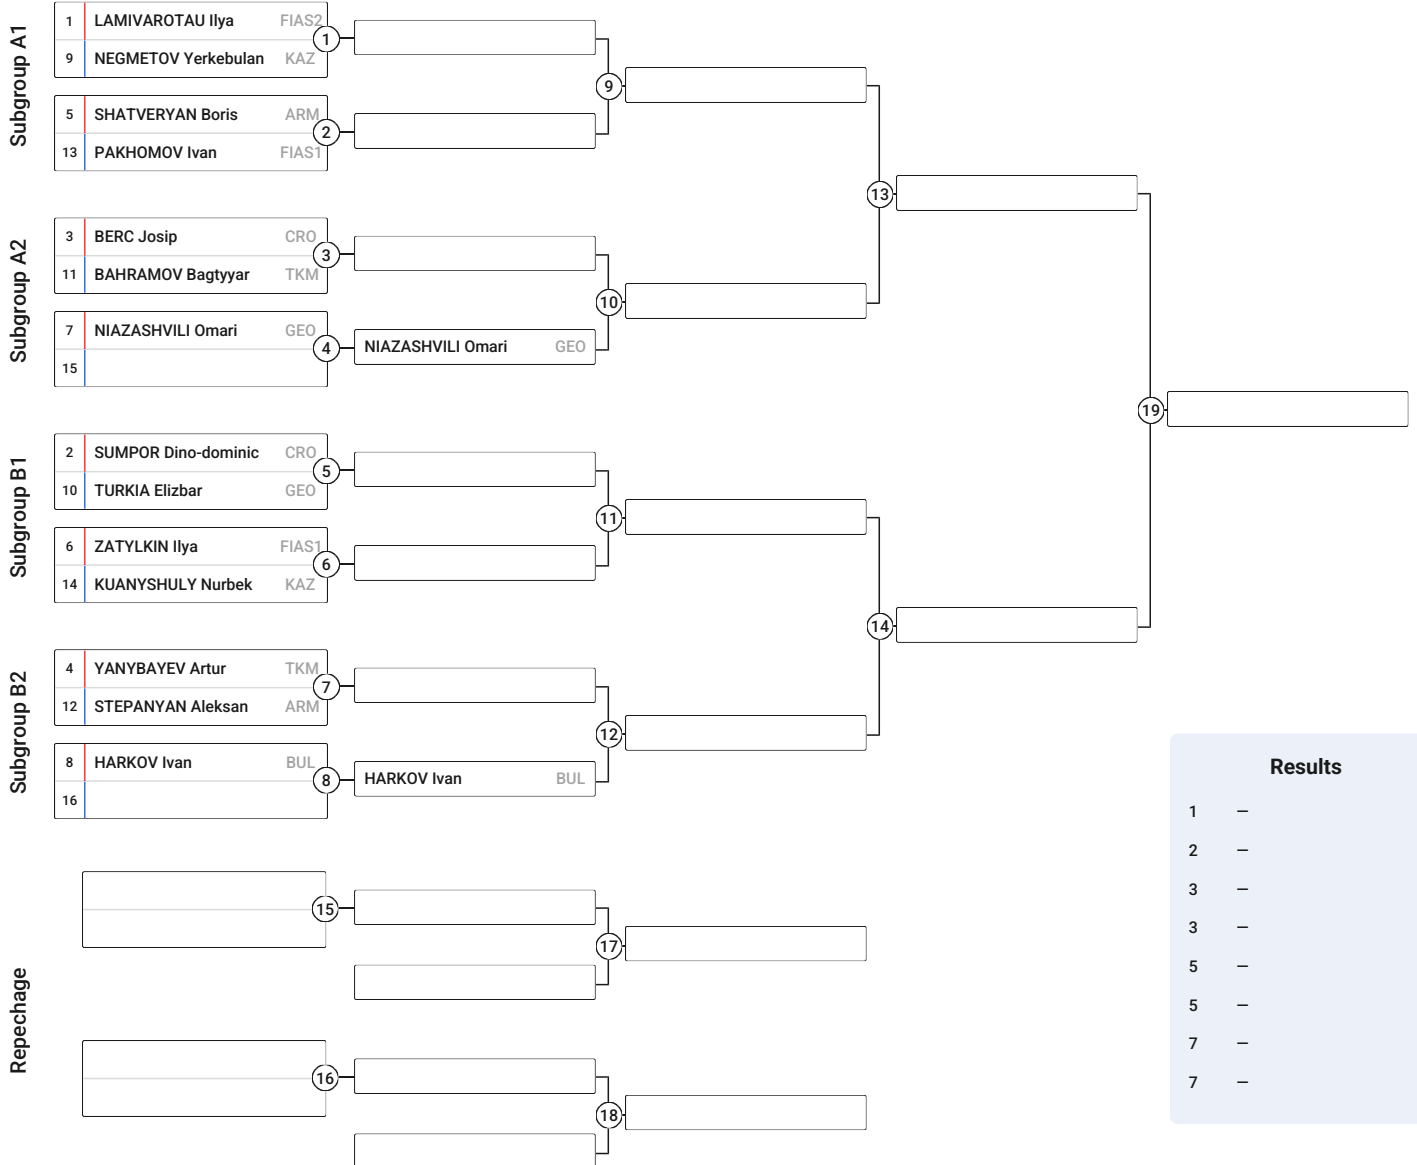 Subgroup A1
1 LAMIVAROTAU Ilya FIAS2
1
9 NEGMETOV Yerkebulan KAZ
9
5 SHATVERYAN Boris ARM
2
13 PAKHOMOV Ivan FIAS1
13
Subgroup A2
3 BERC Josip CRO
3
11 BAHRAMOV Bagtyyar TKM
10
7 NIAZASHVILI Omari GEO
4
NIAZASHVILI Omari GEO
15
19
Subgroup B1
2 SUMPOR Dino-dominic CRO
5
10 TURKIA Elizbar GEO
11
6 ZATYLKIN Ilya FIAS1
6
14 KUANYSHULY Nurbek KAZ
14
Subgroup B2
4 YANYBAYEV Artur TKM
7
12 STEPANYAN Aleksan ARM
12
8 HARKOV Ivan BUL
8
HARKOV Ivan BUL
16
Results
1 –
2 –
3 –
3 –
5 –
5 –
7 –
7 –
Repechage
15
17
16
18